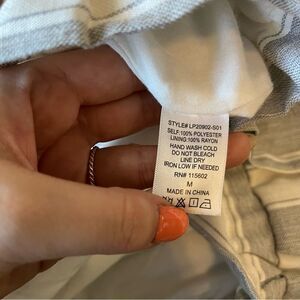 STYLE# LP20902-S01
SELF:100% POLYESTER
LINING:100% RAYON
HAND WASH COLD
DO NOT BLEACH
LINE DRY
IRON LOW IF NEEDED
RN# 115602
M
MADE IN CHINA